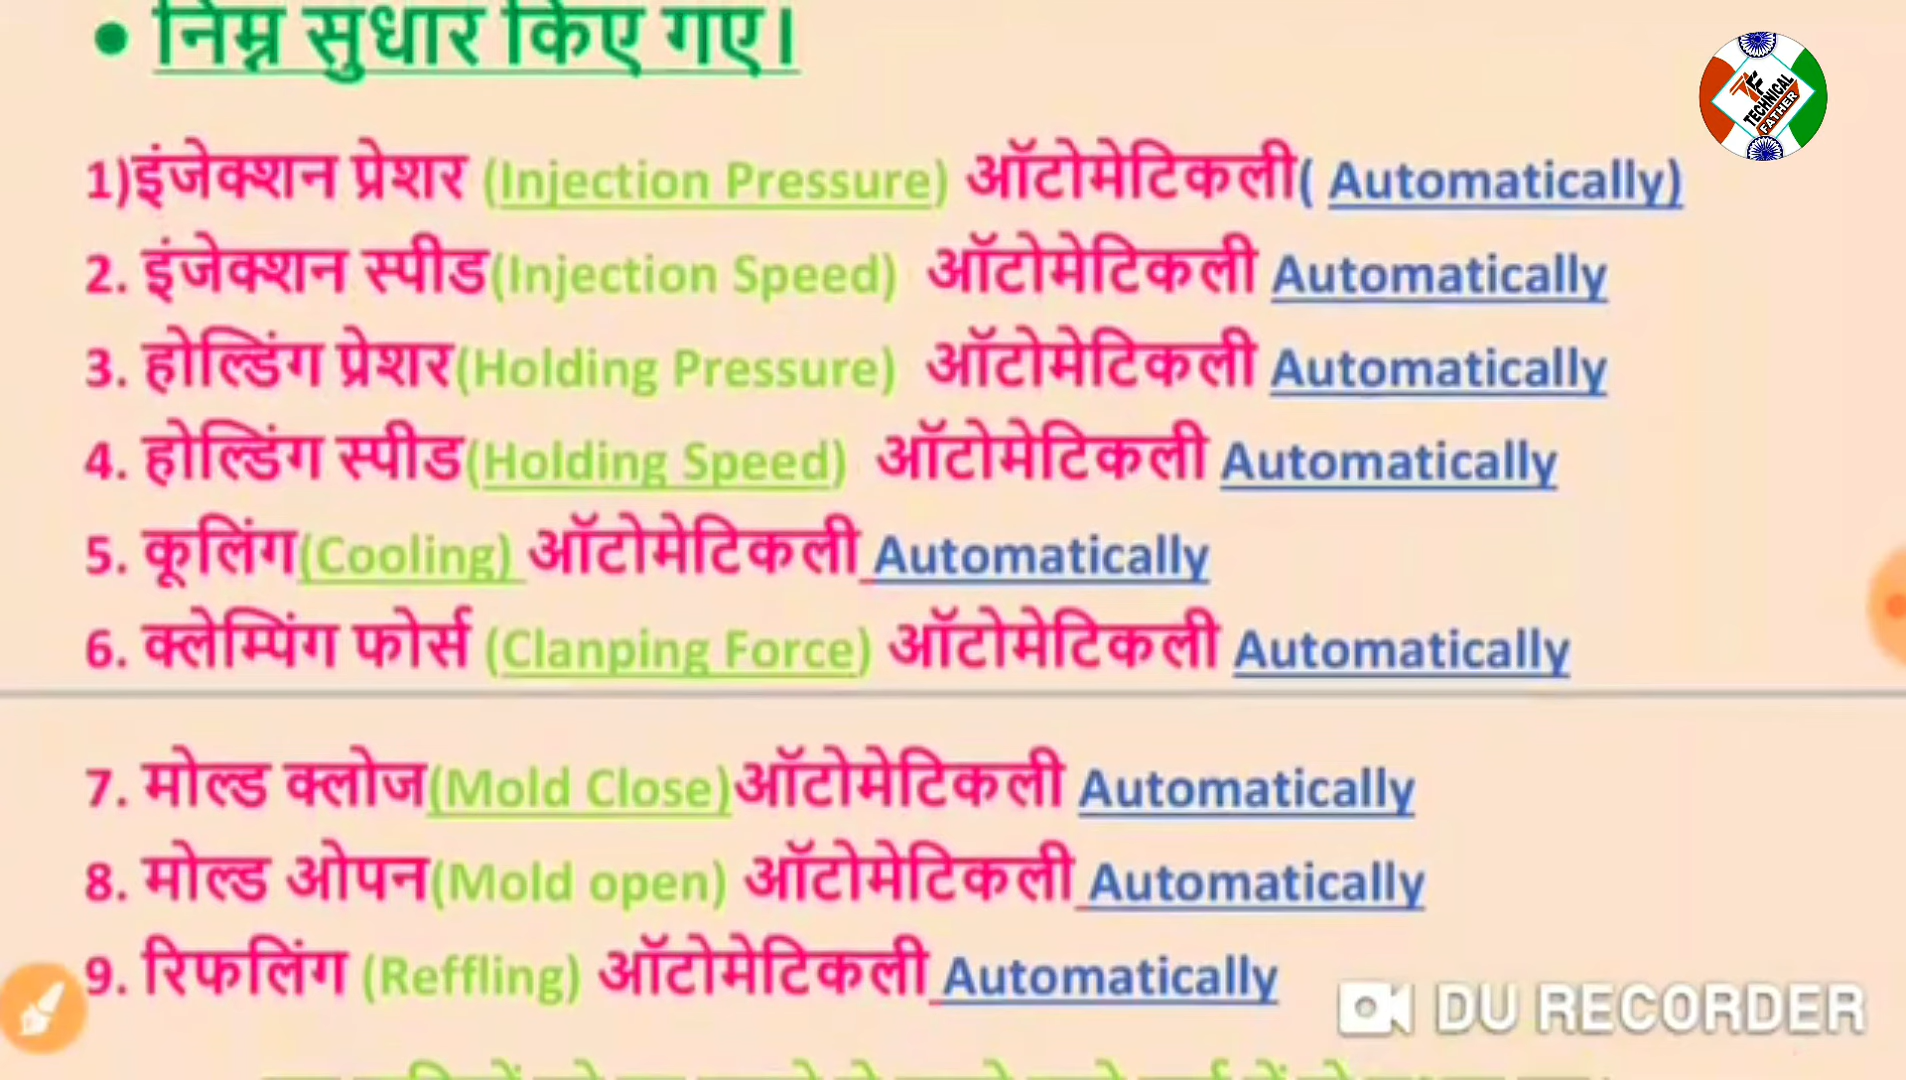 • निम्न सुधार किए गए।
TF
TECHNICAL
FATHER
1)इंजेक्शन प्रेशर (Injection Pressure) ऑटोमेटिकली( Automatically)
2. इंजेक्शन स्पीड(Injection Speed) ऑटोमेटिकली Automatically
3. होल्डिंग प्रेशर(Holding Pressure) ऑटोमेटिकली Automatically
4. होल्डिंग स्पीड(Holding Speed) ऑटोमेटिकली Automatically
5. कूलिंग(Cooling) ऑटोमेटिकली Automatically
6. क्लेम्पिंग फोर्स (Clanping Force) ऑटोमेटिकली Automatically
7. मोल्ड क्लोज(Mold Close)ऑटोमेटिकली Automatically
8. मोल्ड ओपन(Mold open) ऑटोमेटिकली Automatically
9. रिफलिंग (Reffling) ऑटोमेटिकली Automatically
DU RECORDER